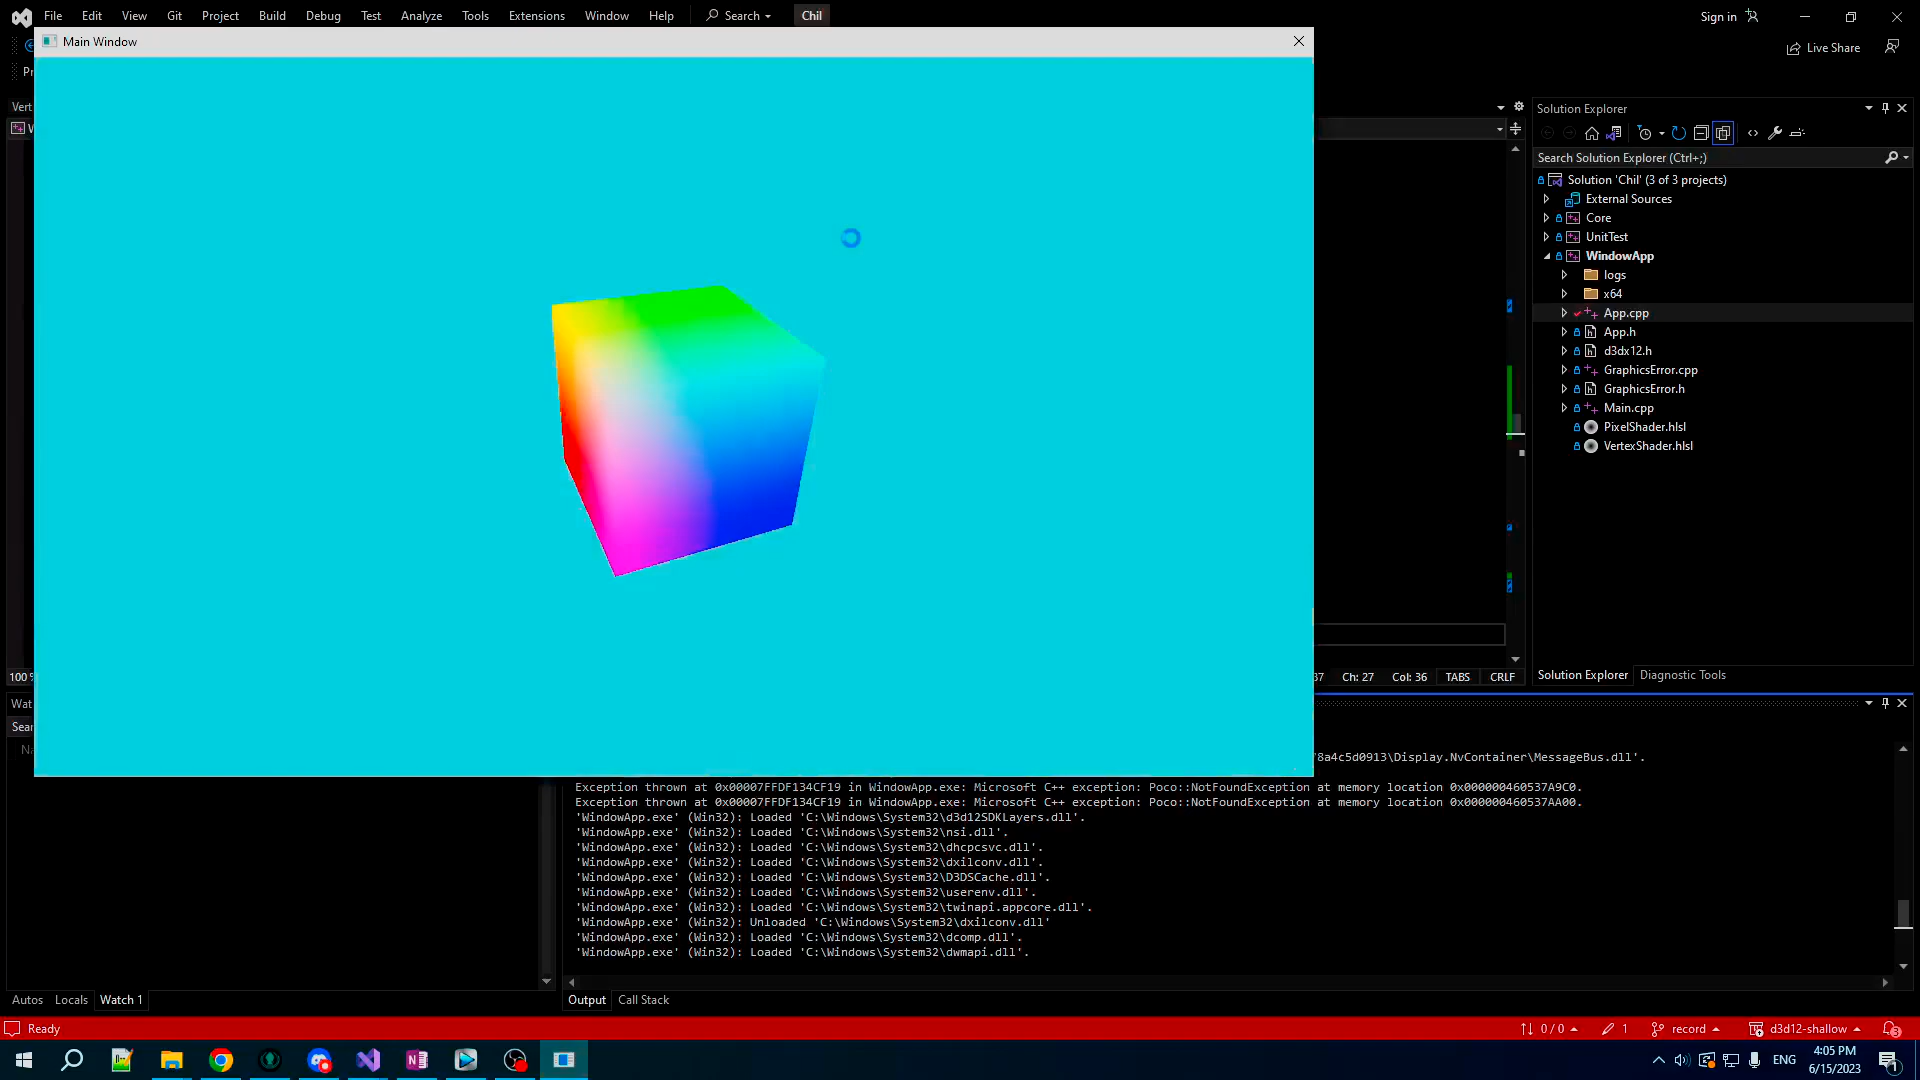 File Edit View Git Project Build Debug Test Analyze Tools Extensions Window Help Search Chil Sign in
Main Window
Live Share
Pr
Vert
Solution Explorer
W
Search Solution Explorer (Ctrl+;)
Solution 'Chil' (3 of 3 projects)
External Sources
Core
UnitTest
WindowApp
logs
x64
App.cpp
App.h
d3dx12.h
GraphicsError.cpp
GraphicsError.h
Main.cpp
PixelShader.hlsl
VertexShader.hlsl
100 %
37 Ch: 27 Col: 36 TABS CRLF
Solution Explorer Diagnostic Tools
Wat
Sear
Na
8a4c5d0913\Display.NvContainer\MessageBus.dll'.
Exception thrown at 0x00007FFDF134CF19 in WindowApp.exe: Microsoft C++ exception: Poco::NotFoundException at memory location 0x000000460537A9C0.
Exception thrown at 0x00007FFDF134CF19 in WindowApp.exe: Microsoft C++ exception: Poco::NotFoundException at memory location 0x000000460537AA00.
'WindowApp.exe' (Win32): Loaded 'C:\Windows\System32\d3d12SDKLayers.dll'.
'WindowApp.exe' (Win32): Loaded 'C:\Windows\System32\nsi.dll'.
'WindowApp.exe' (Win32): Loaded 'C:\Windows\System32\dhcpcsvc.dll'.
'WindowApp.exe' (Win32): Loaded 'C:\Windows\System32\dxilconv.dll'.
'WindowApp.exe' (Win32): Loaded 'C:\Windows\System32\D3DSCache.dll'.
'WindowApp.exe' (Win32): Loaded 'C:\Windows\System32\userenv.dll'.
'WindowApp.exe' (Win32): Loaded 'C:\Windows\System32\twinapi.appcore.dll'.
'WindowApp.exe' (Win32): Unloaded 'C:\Windows\System32\dxilconv.dll'
'WindowApp.exe' (Win32): Loaded 'C:\Windows\System32\dcomp.dll'.
'WindowApp.exe' (Win32): Loaded 'C:\Windows\System32\dwmapi.dll'.
Autos Locals Watch 1
Output Call Stack
Ready
0 / 0 1 record d3d12-shallow 3
ENG
4:05 PM
6/15/2023
1